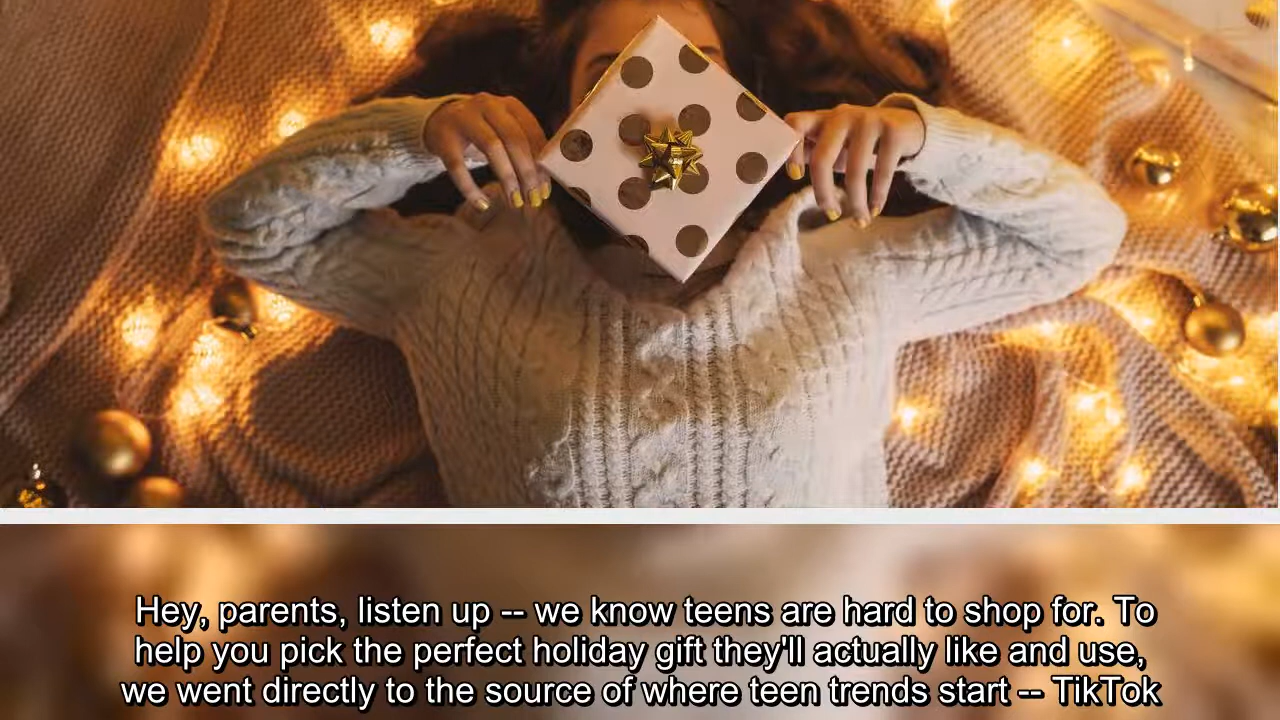 Hey, parents, listen up -- we know teens are hard to shop for. To
help you pick the perfect holiday gift they'll actually like and use,
we went directly to the source of where teen trends start -- TikTok